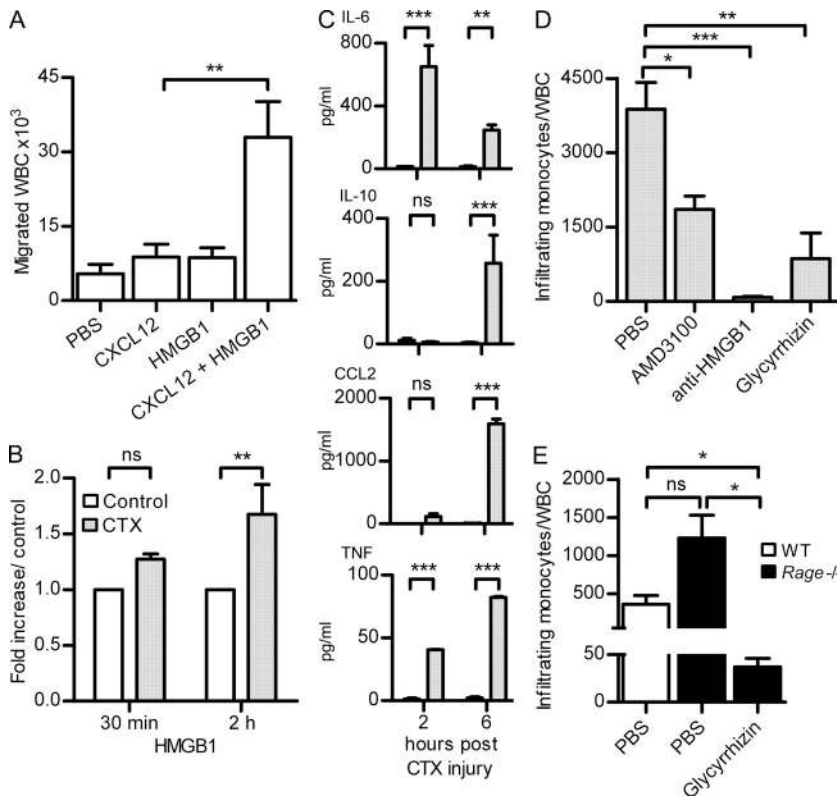 A
**
Migrated WBC x10³
45
30
15
0
PBS
CXCL12
HMGB1
CXCL12 + HMGB1
B
ns
**
Control
CTX
Fold increase/ control
2.0
1.5
1.0
0.5
0.0
30 min
2 h
HMGB1
C
IL-6
***
**
pg/ml
800
400
0
IL-10
ns
***
pg/ml
400
200
0
CCL2
ns
***
pg/ml
2000
1000
0
TNF
***
***
pg/ml
100
50
0
2
6
hours post
CTX injury
D
**
***
*
Infiltrating monocytes/WBC
4500
3000
1500
0
PBS
AMD3100
anti-HMGB1
Glycyrrhizin
E
*
ns
*
Infiltrating monocytes/WBC
2000
1500
1000
500
50
0
WT
Rage-/-
PBS
PBS
Glycyrrhizin